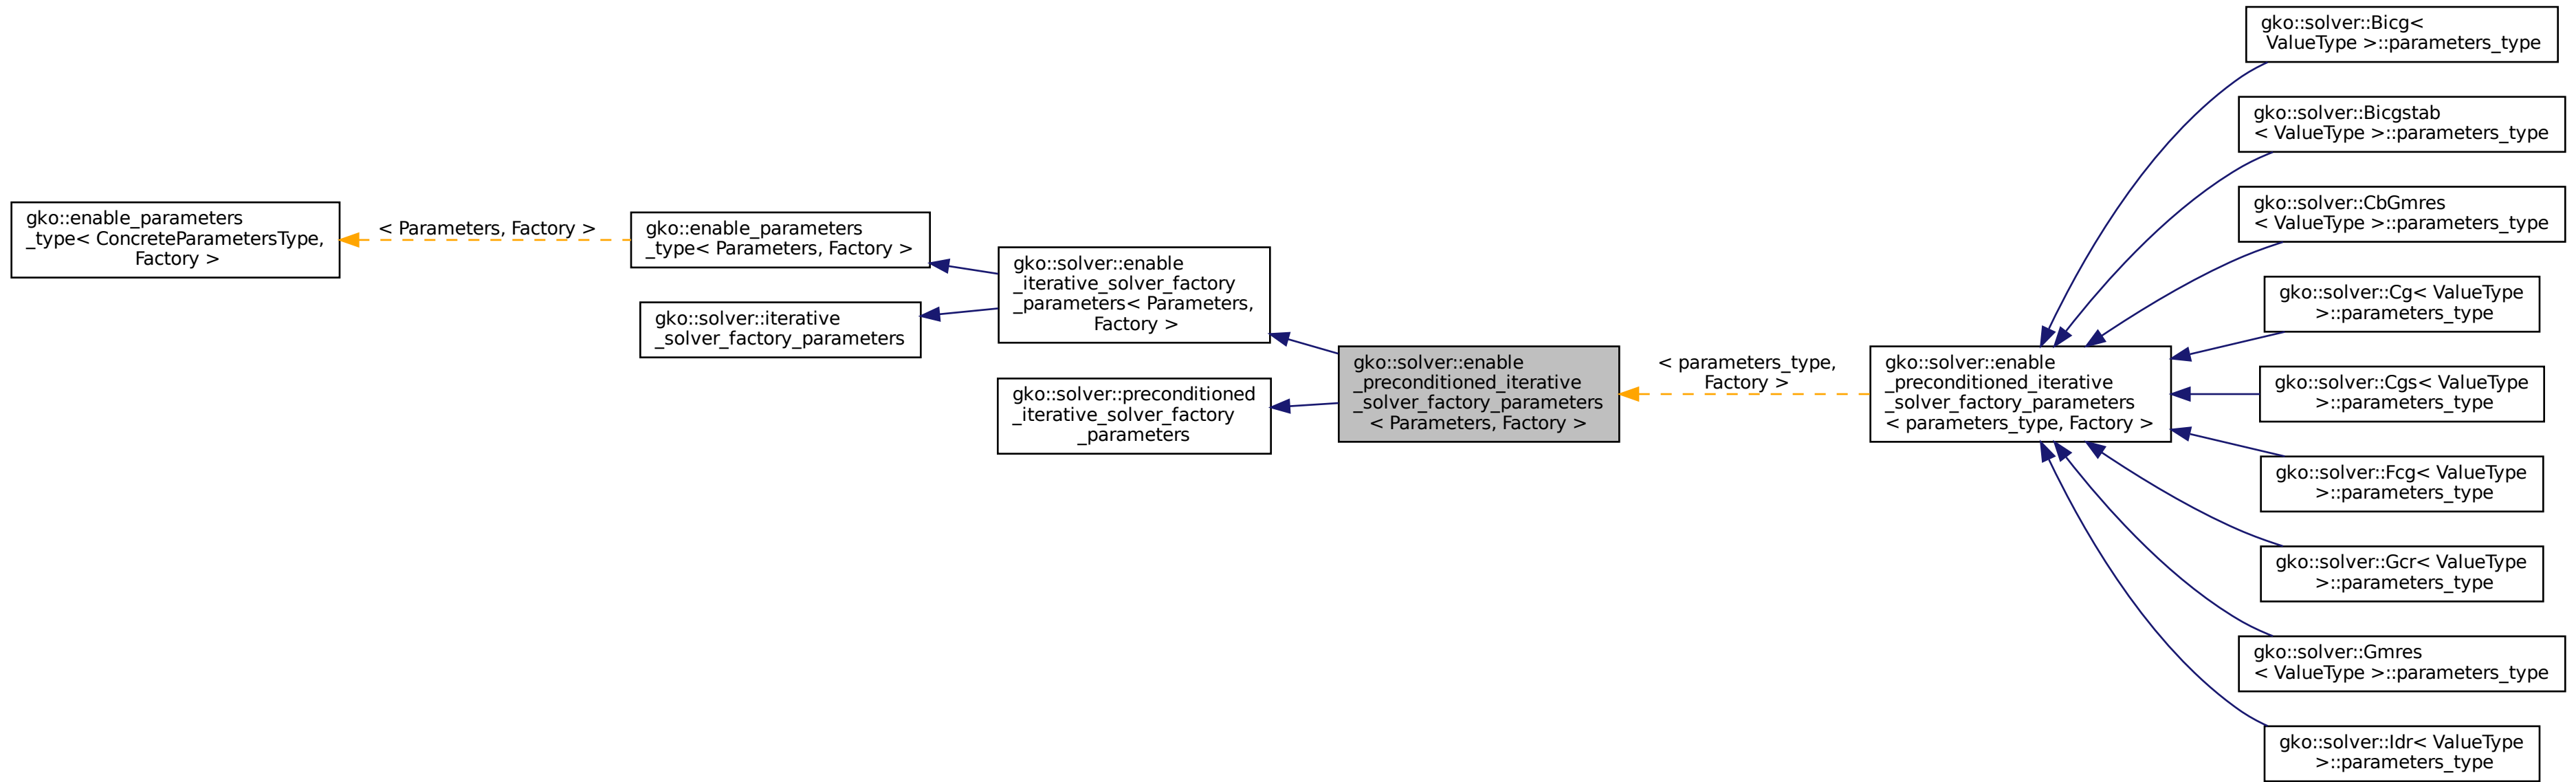 gko::enable_parameters
_type< ConcreteParametersType,
Factory >
< Parameters, Factory >
gko::enable_parameters
_type< Parameters, Factory >
gko::solver::iterative
_solver_factory_parameters
gko::solver::enable
_iterative_solver_factory
_parameters< Parameters,
Factory >
gko::solver::preconditioned
_iterative_solver_factory
_parameters
gko::solver::enable
_preconditioned_iterative
_solver_factory_parameters
< Parameters, Factory >
< parameters_type,
Factory >
gko::solver::enable
_preconditioned_iterative
_solver_factory_parameters
< parameters_type, Factory >
gko::solver::Bicg<
ValueType >::parameters_type
gko::solver::Bicgstab
< ValueType >::parameters_type
gko::solver::CbGmres
< ValueType >::parameters_type
gko::solver::Cg< ValueType
>::parameters_type
gko::solver::Cgs< ValueType
>::parameters_type
gko::solver::Fcg< ValueType
>::parameters_type
gko::solver::Gcr< ValueType
>::parameters_type
gko::solver::Gmres
< ValueType >::parameters_type
gko::solver::Idr< ValueType
>::parameters_type